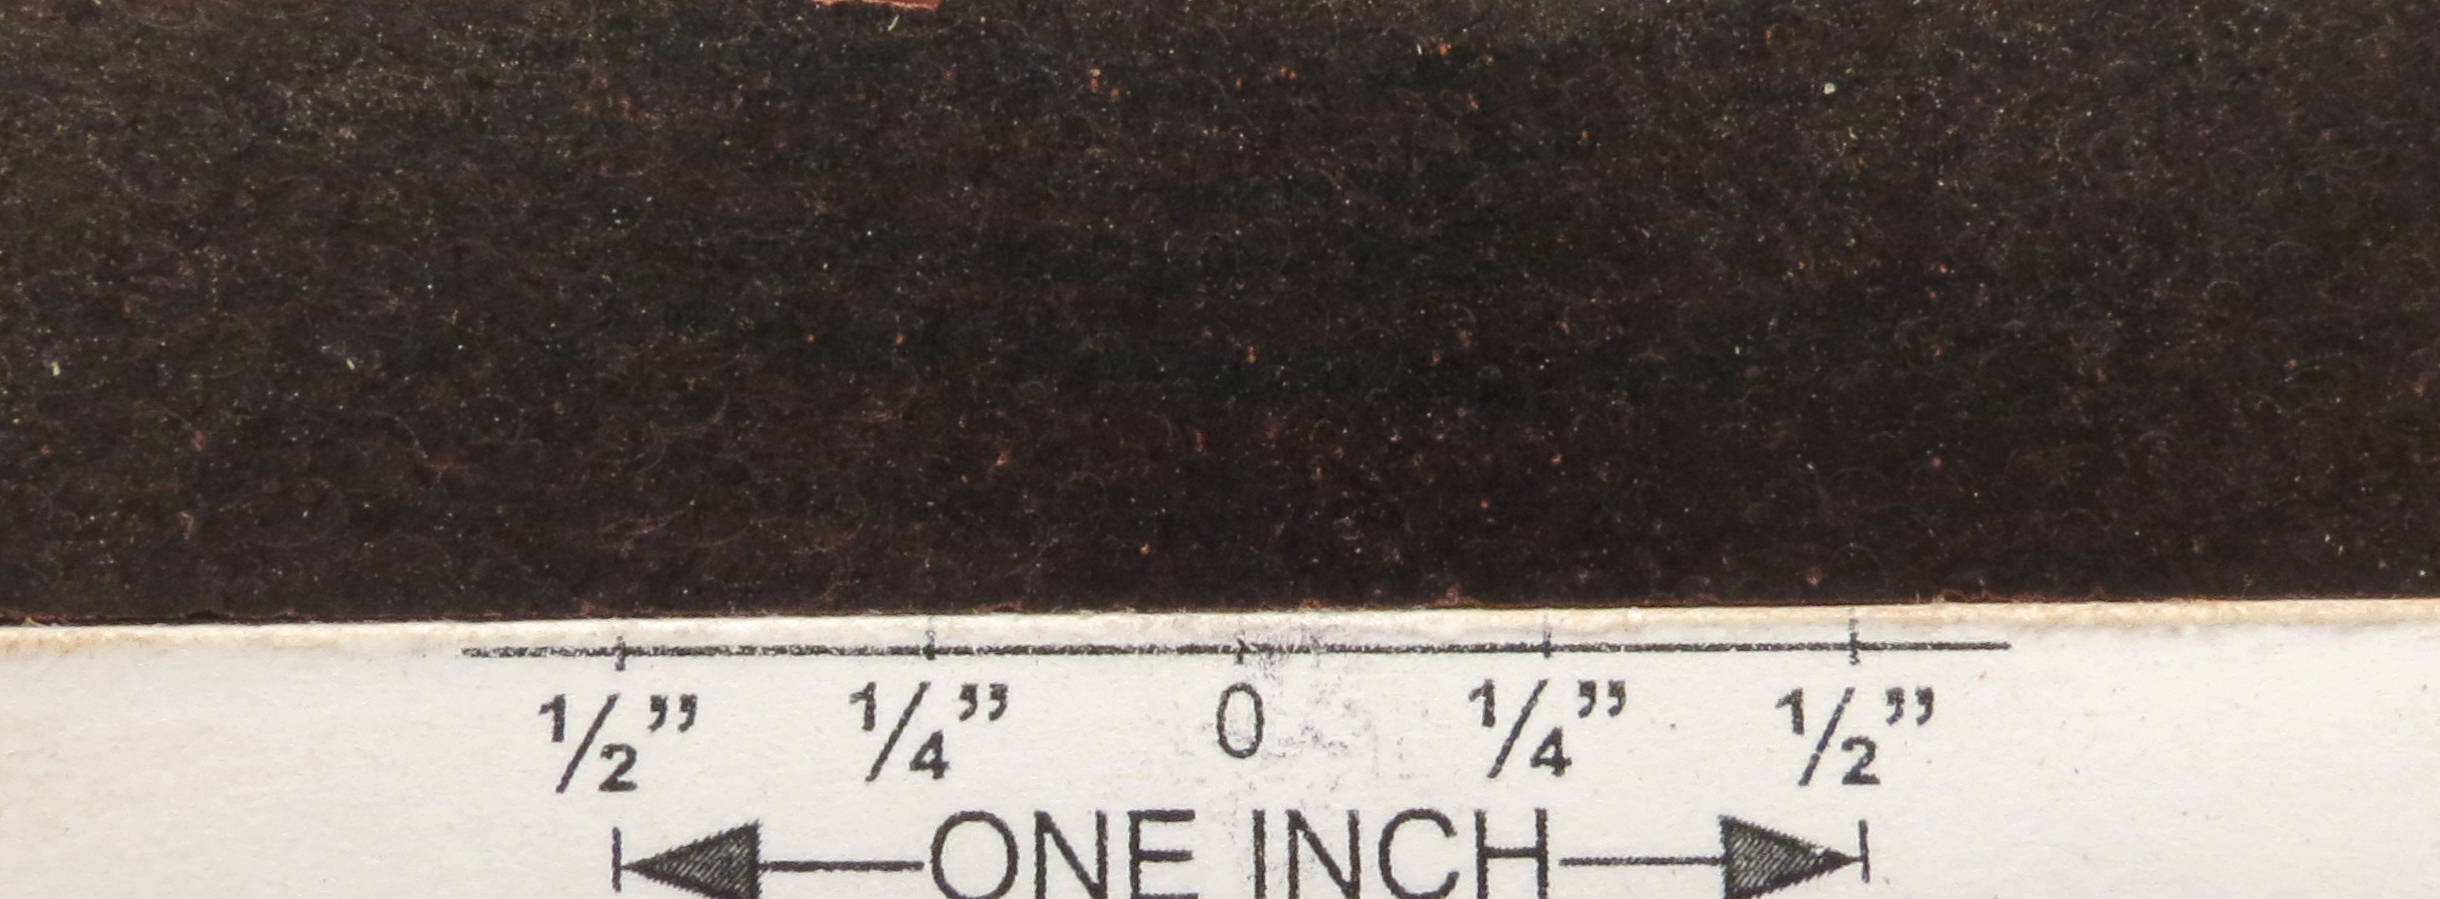 1/2” 1/4” 0 1/4” 1/2”
ONE INCH